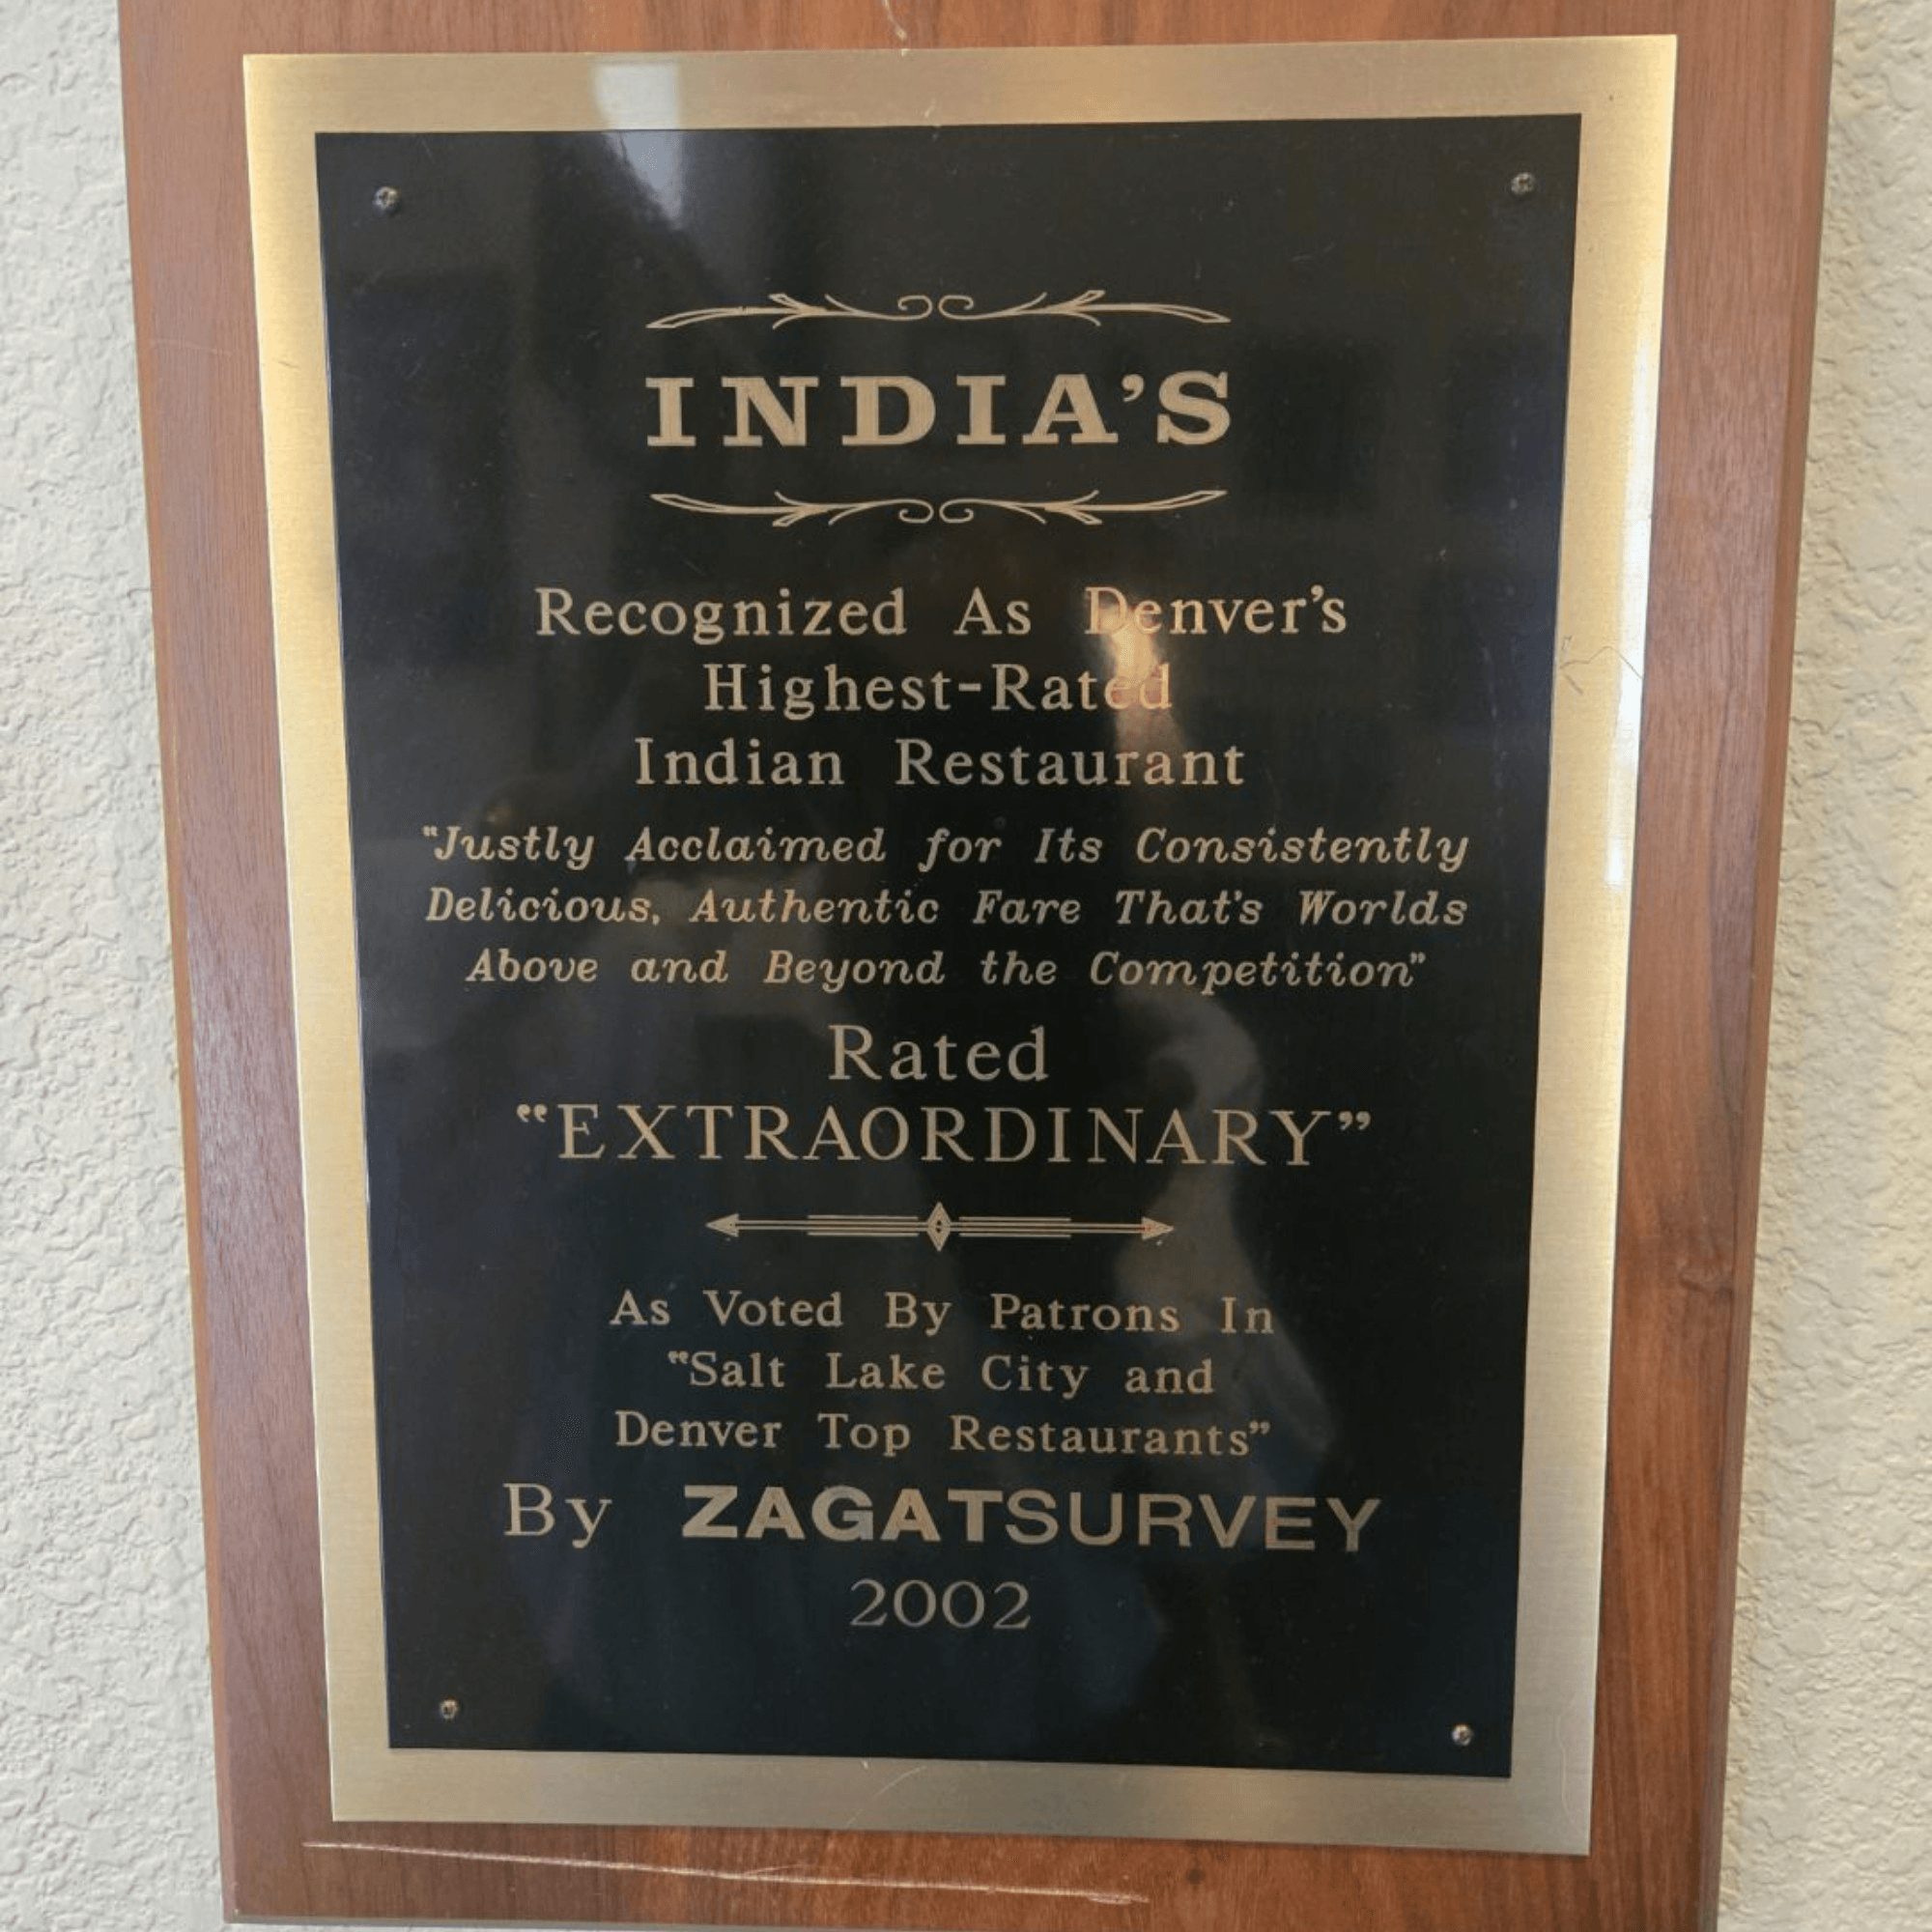 INDIA'S
Recognized As Denver's
Highest-Rated
Indian Restaurant
"Justly Acclaimed for Its Consistently
Delicious, Authentic Fare That's Worlds
Above and Beyond the Competition"
Rated
“EXTRAORDINARY”
As Voted By Patrons In
“Salt Lake City and
Denver Top Restaurants”
By ZAGATSURVEY
2002